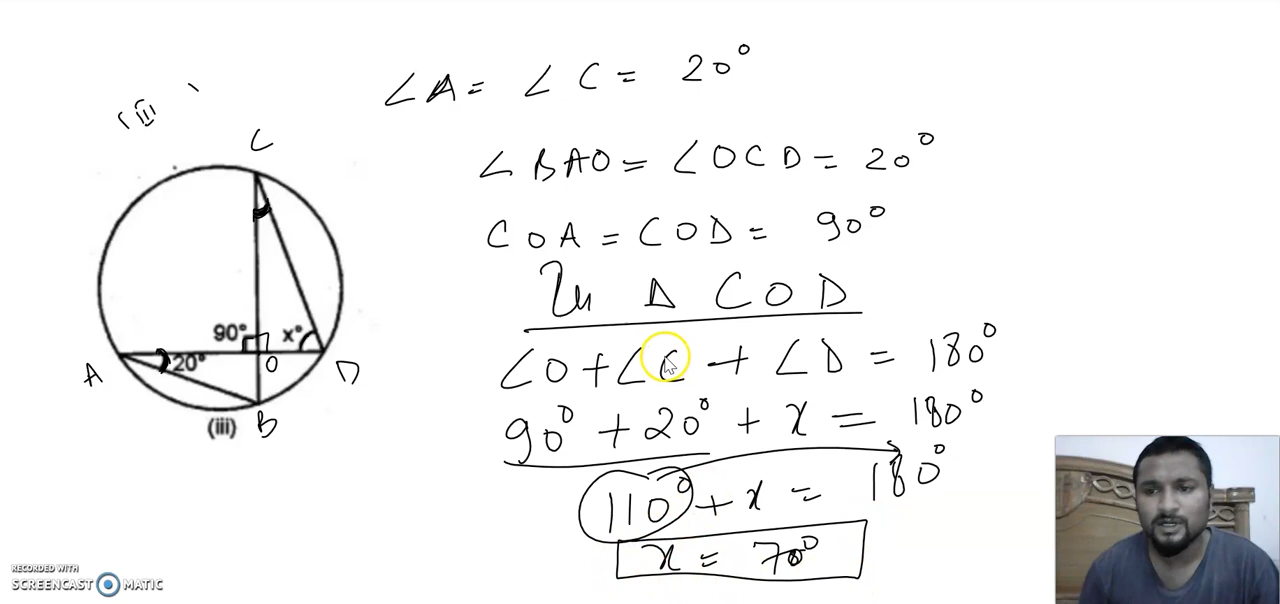 ∠A = ∠C = 20°
(iii)
C
∠BAO = ∠OCD = 20°
COA = COD = 90°
In Δ COD
90° x°
∠O + ∠C + ∠D = 180°
A 20° O D
90° + 20° + x = 180°
B
(iii)
110° + x = 180°
x = 70°
RECORDED WITH
SCREENCAST MATIC